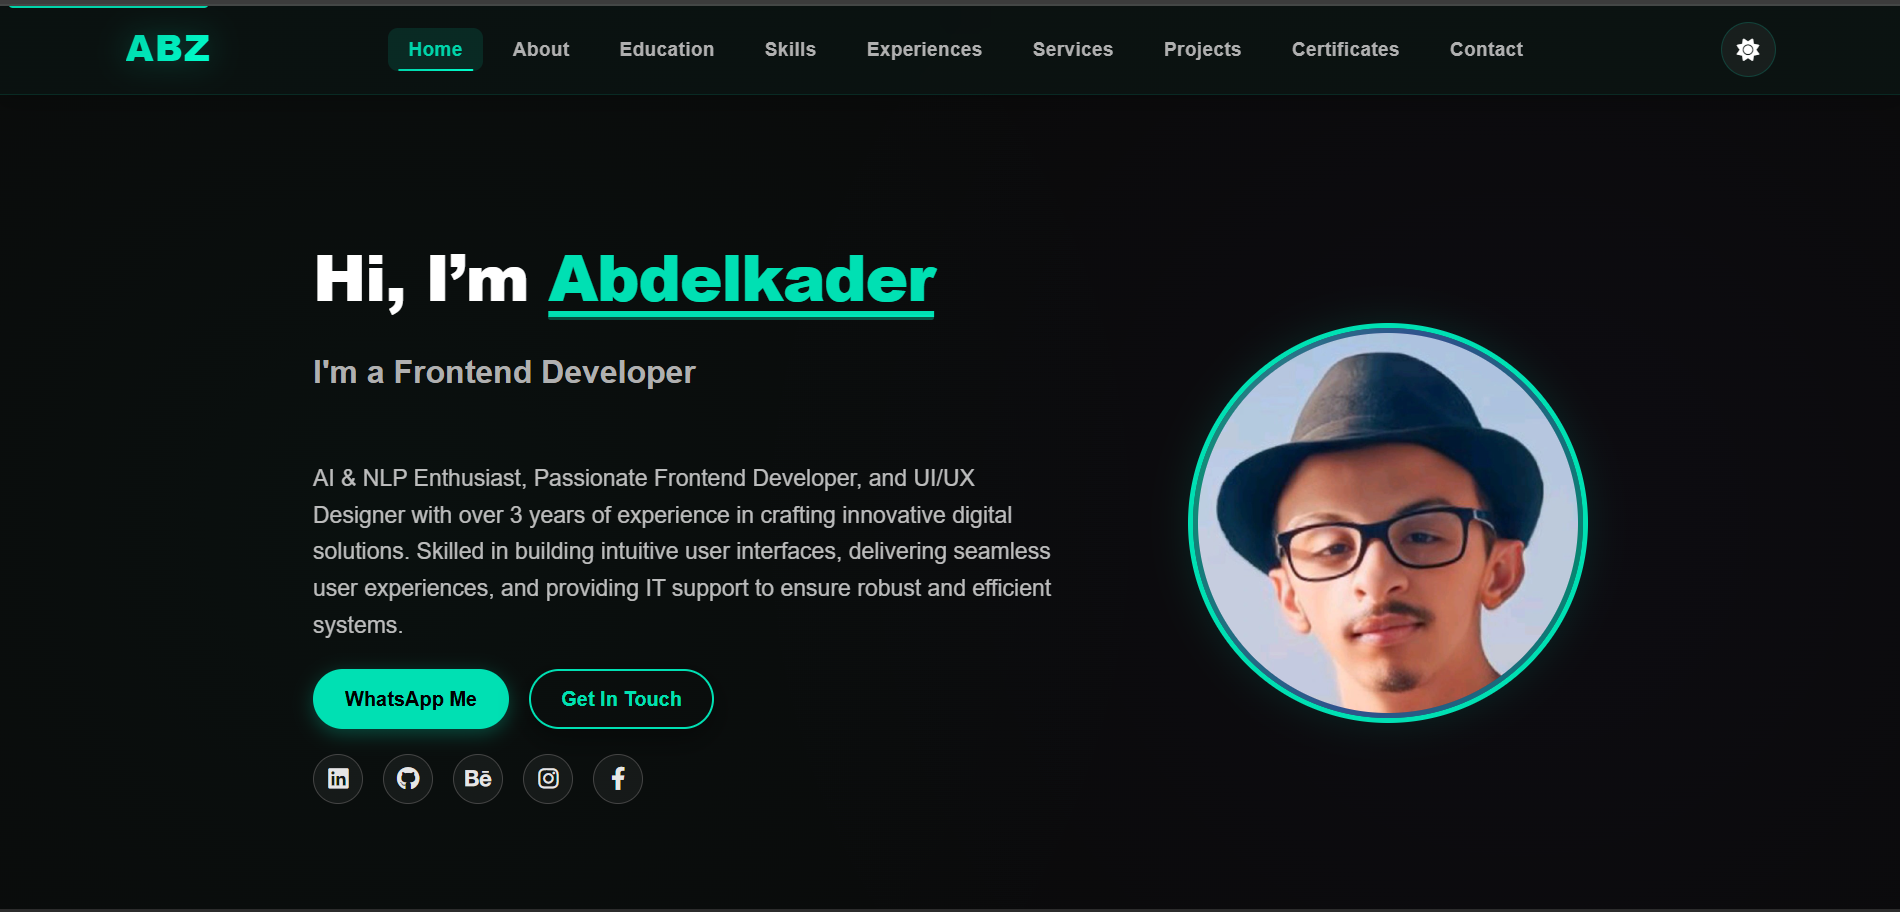 ABZ
Home About Education Skills Experiences Services Projects Certificates Contact
Hi, I’m Abdelkader
I'm a Frontend Developer
AI & NLP Enthusiast, Passionate Frontend Developer, and UI/UX
Designer with over 3 years of experience in crafting innovative digital
solutions. Skilled in building intuitive user interfaces, delivering seamless
user experiences, and providing IT support to ensure robust and efficient
systems.
WhatsApp Me Get In Touch
in Bē f